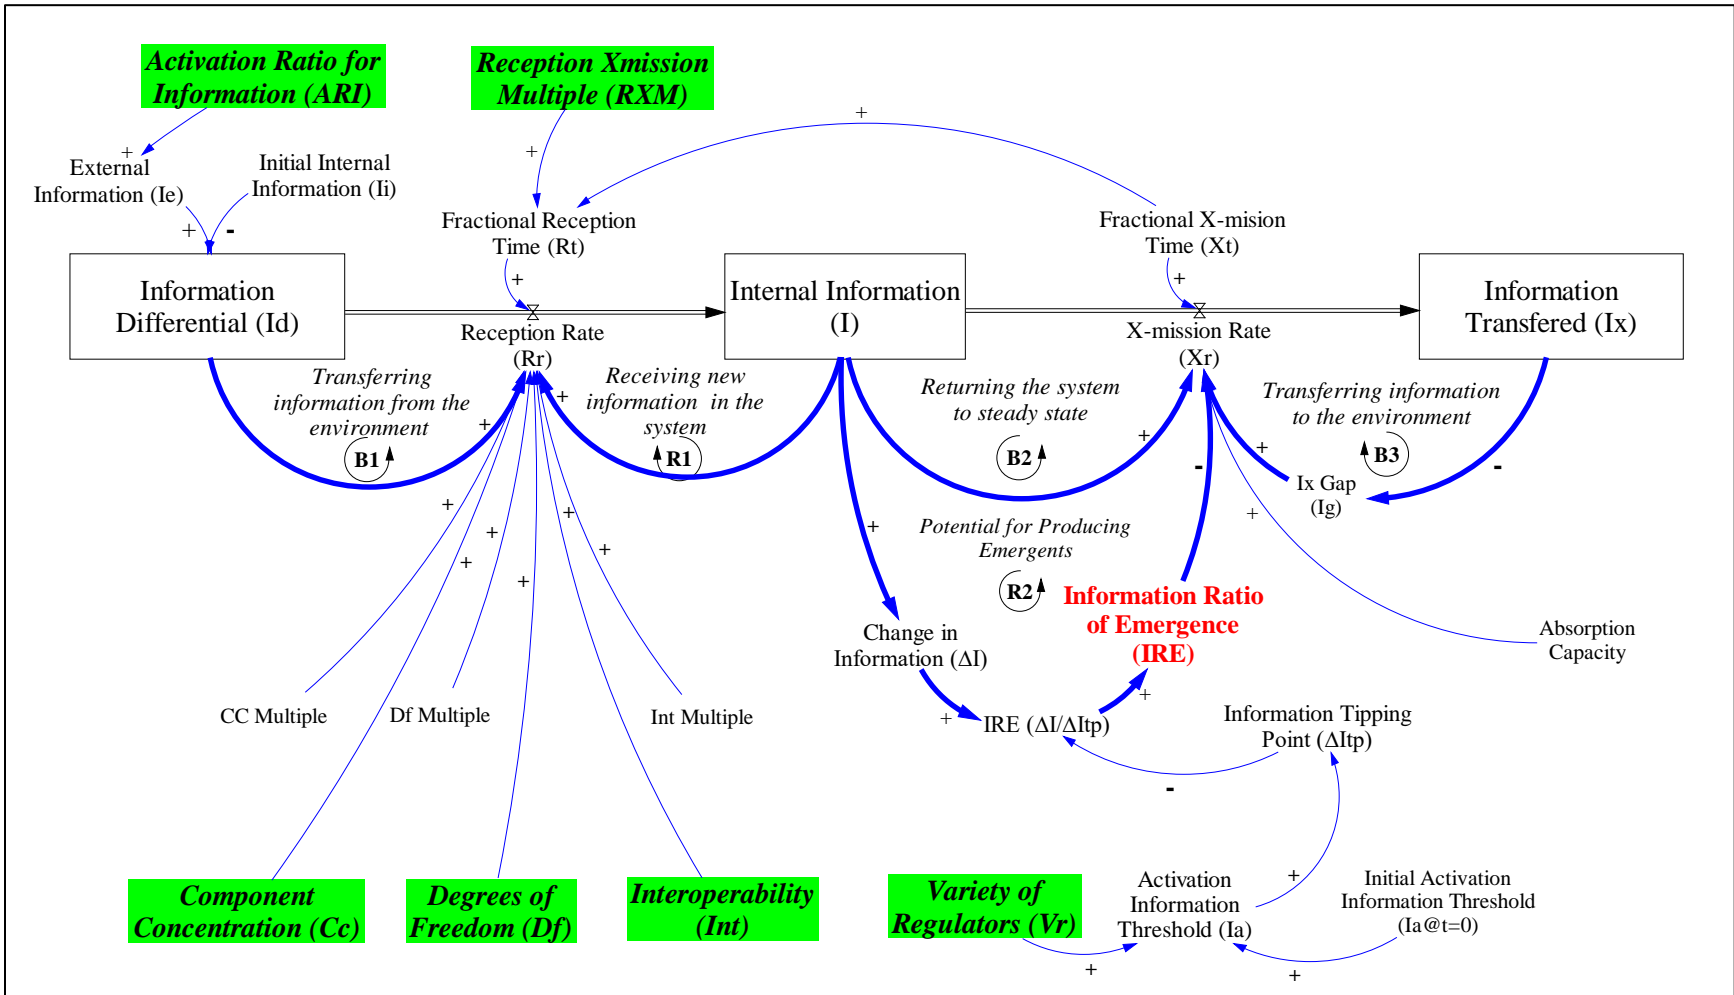 Activation Ratio for
Information (ARI)
Reception Xmission
Multiple (RXM)
+
+
+
External
Information (Ie)
Initial Internal
Information (Ii)
+
-
Fractional Reception
Time (Rt)
Fractional X-mision
Time (Xt)
+
+
Information
Differential (Id)
Internal Information
(I)
Information
Transfered (Ix)
Reception Rate
(Rr)
X-mission Rate
(Xr)
Transferring
information from the
environment
B1
+
+
Receiving new
information in the
system
R1
Returning the system
to steady state
B2
+
+
Transferring information
to the environment
B3
-
-
Ix Gap
(Ig)
+
+
+
+
+
+
+
+
Potential for Producing
Emergents
R2
Information Ratio
of Emergence
(IRE)
Change in
Information (ΔI)
Absorption
Capacity
CC Multiple
Df Multiple
Int Multiple
+
IRE (ΔI/ΔItp)
+
Information Tipping
Point (ΔItp)
-
Component
Concentration (Cc)
Degrees of
Freedom (Df)
Interoperability
(Int)
Variety of
Regulators (Vr)
Activation
Information
Threshold (Ia)
+
Initial Activation
Information Threshold
(Ia@t=0)
+
+